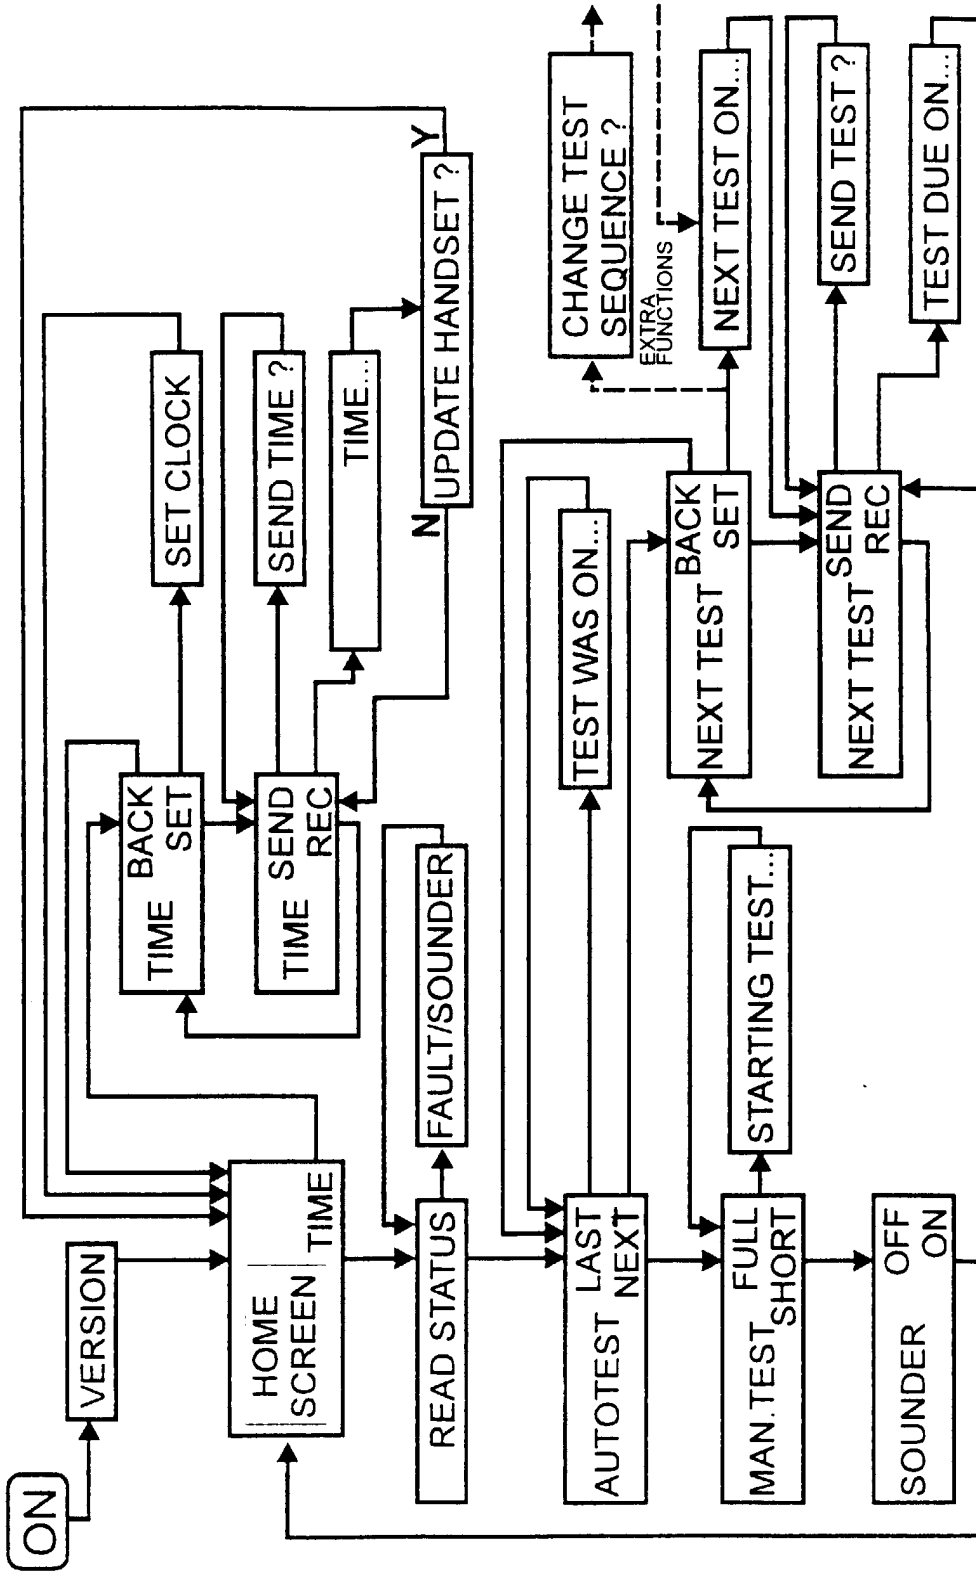 ON
VERSION
HOME
SCREEN
TIME
TIME
BACK
SET
SET CLOCK
TIME
SEND
REC
SEND TIME ?
TIME...
N
UPDATE HANDSET ?
Y
READ STATUS
FAULT/SOUNDER
AUTOTEST
LAST
NEXT
TEST WAS ON...
CHANGE TEST
SEQUENCE ?
EXTRA
FUNCTIONS
NEXT TEST
BACK
SET
NEXT TEST ON...
MAN.TEST
FULL
SHORT
STARTING TEST...
NEXT TEST
SEND
REC
SEND TEST ?
TEST DUE ON...
SOUNDER
OFF
ON